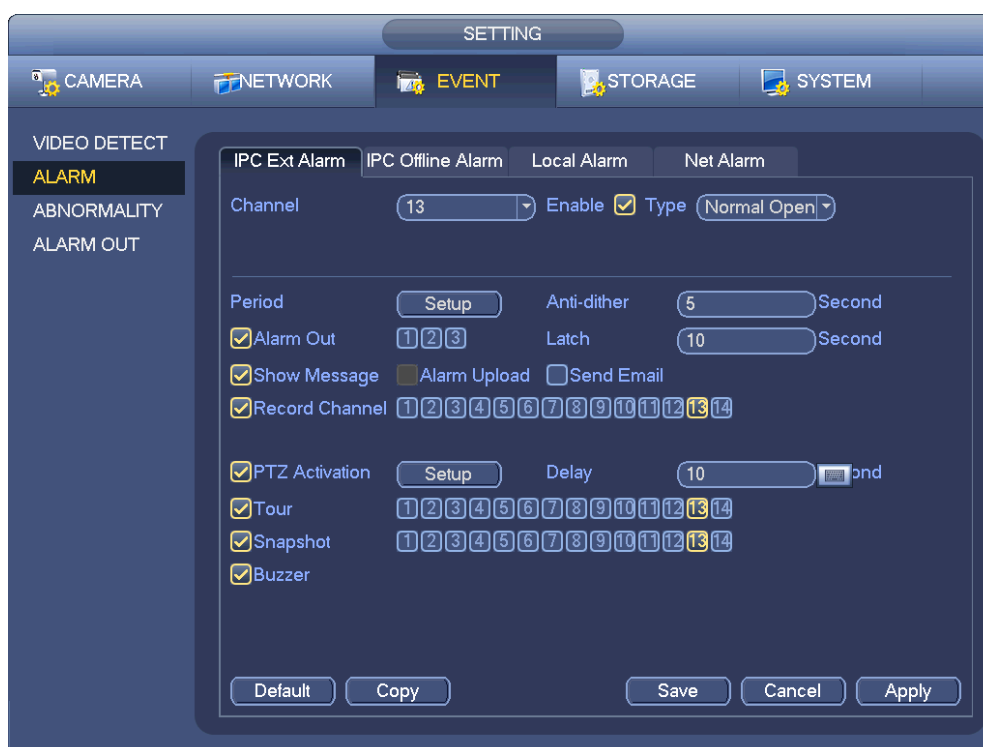 SETTING
CAMERA NETWORK EVENT STORAGE SYSTEM
VIDEO DETECT
ALARM
ABNORMALITY
ALARM OUT
IPC Ext Alarm IPC Offline Alarm Local Alarm Net Alarm
Channel 13 Enable Type Normal Open
Period Setup Anti-dither 5 Second
Alarm Out 1 2 3 Latch 10 Second
Show Message Alarm Upload Send Email
Record Channel 1 2 3 4 5 6 7 8 9 10 11 12 13 14
PTZ Activation Setup Delay 10 ond
Tour 1 2 3 4 5 6 7 8 9 10 11 12 13 14
Snapshot 1 2 3 4 5 6 7 8 9 10 11 12 13 14
Buzzer
Default Copy Save Cancel Apply